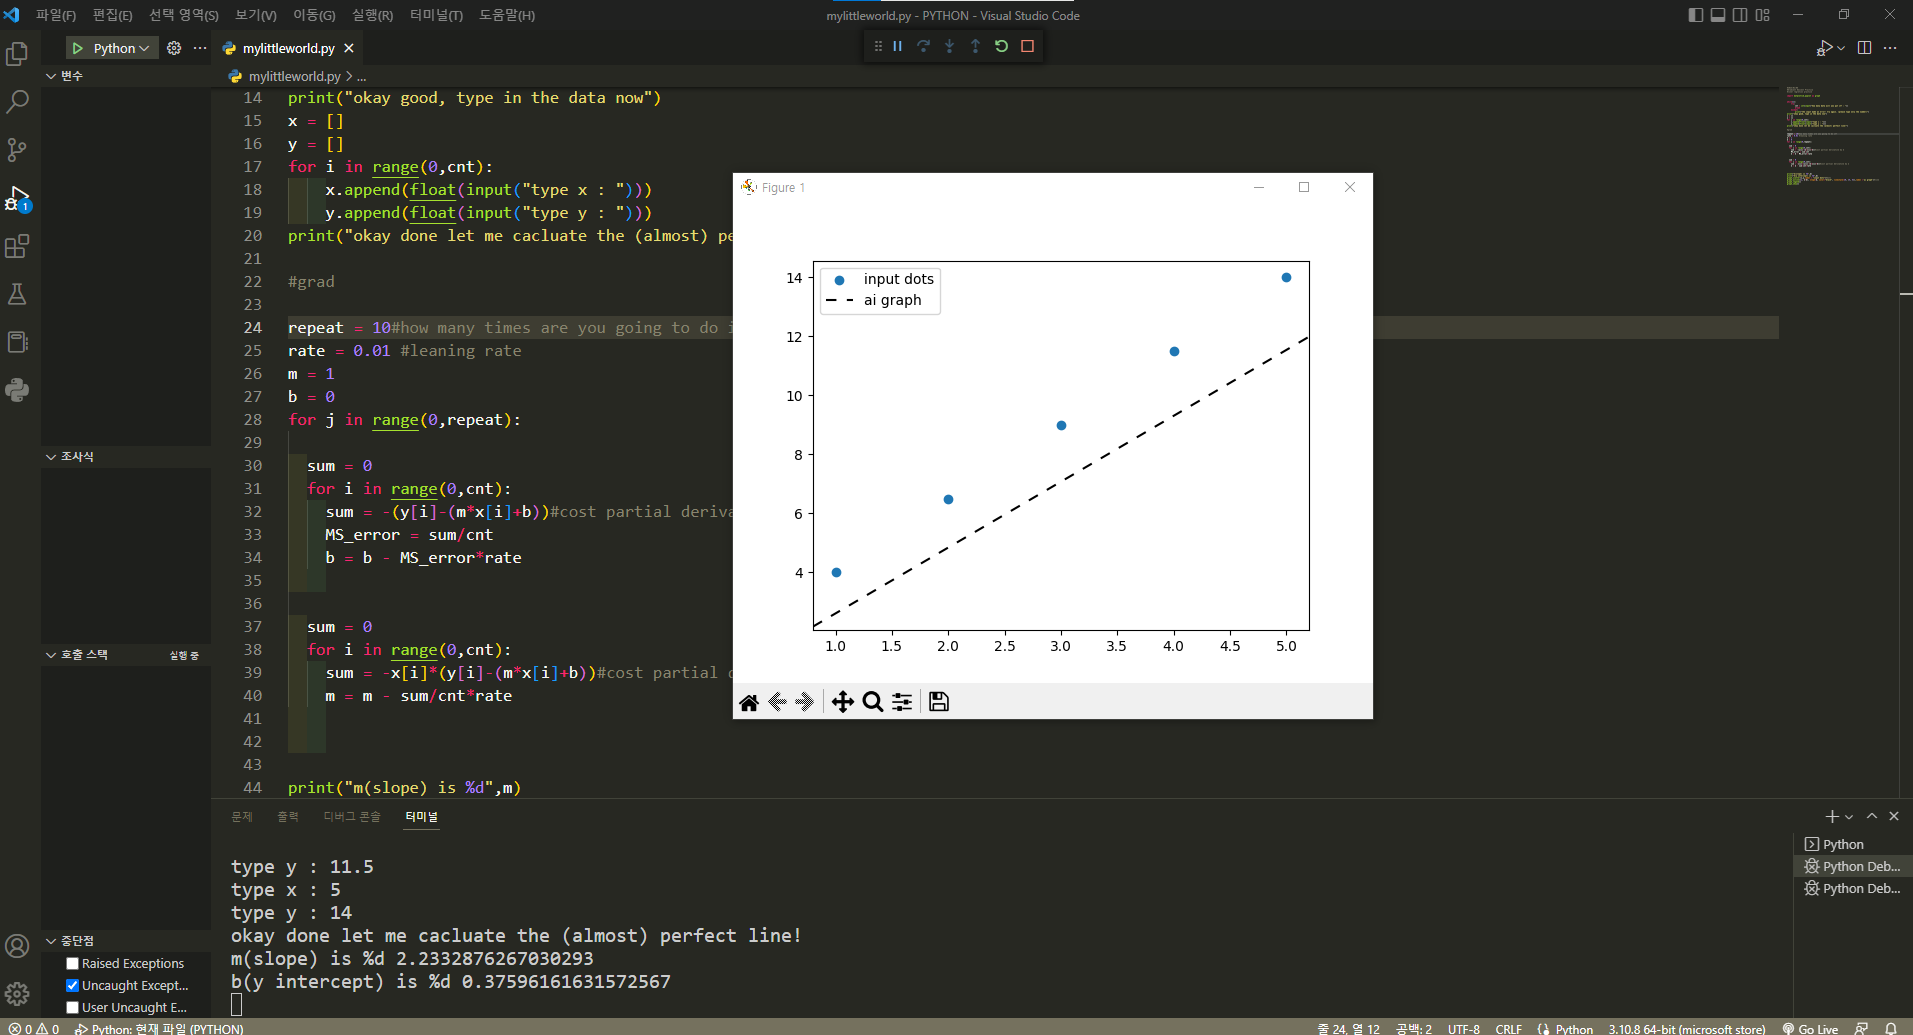 파일(F) 편집(E) 선택 영역(S) 보기(V) 이동(G) 실행(R) 터미널(T) 도움말(H)
mylittleworld.py - PYTHON - Visual Studio Code
Python
mylittleworld.py
변수
mylittleworld.py > ...
14 print("okay good, type in the data now")
15 x = []
16 y = []
17 for i in range(0,cnt):
18 x.append(float(input("type x : ")))
19 y.append(float(input("type y : ")))
20 print("okay done let me cacluate the (almost) pe
21
22 #grad
23
24 repeat = 10#how many times are you going to do i
25 rate = 0.01 #leaning rate
26 m = 1
27 b = 0
28 for j in range(0,repeat):
29
30 sum = 0
31 for i in range(0,cnt):
32 sum = -(y[i]-(m*x[i]+b))#cost partial deriva
33 MS_error = sum/cnt
34 b = b - MS_error*rate
35
36
37 sum = 0
38 for i in range(0,cnt):
39 sum = -x[i]*(y[i]-(m*x[i]+b))#cost partial
40 m = m - sum/cnt*rate
41
42
43
44 print("m(slope) is %d",m)
1
조사식
호출 스택 실행 중
중단점
Raised Exceptions
Uncaught Except...
User Uncaught E...
Figure 1
input dots
ai graph
14
12
10
8
6
4
1.0 1.5 2.0 2.5 3.0 3.5 4.0 4.5 5.0
문제 출력 디버그 콘솔 터미널
type y : 11.5
type x : 5
type y : 14
okay done let me cacluate the (almost) perfect line!
m(slope) is %d 2.2332876267030293
b(y intercept) is %d 0.37596161631572567
Python
Python Deb...
Python Deb...
0 0 Python: 현재 파일 (PYTHON)
줄 24, 열 12 공백: 2 UTF-8 CRLF Python 3.10.8 64-bit (microsoft store) Go Live